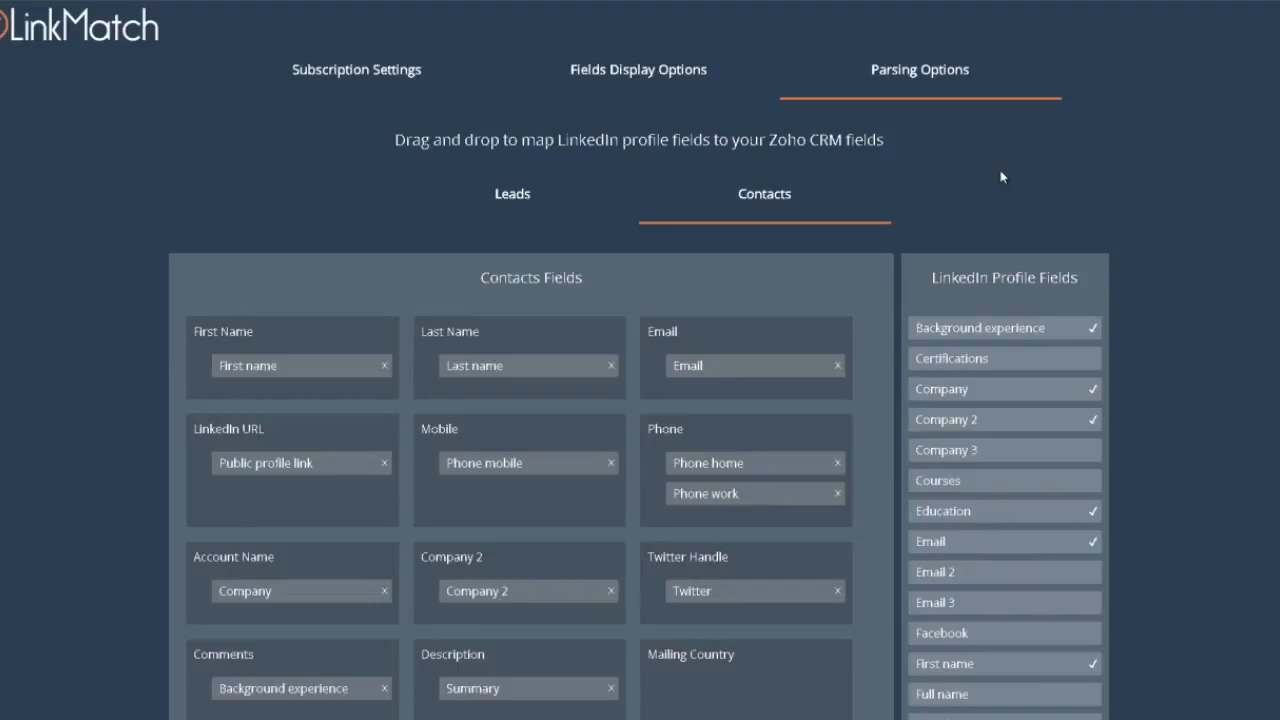 LinkMatch
Subscription Settings
Fields Display Options
Parsing Options
Drag and drop to map LinkedIn profile fields to your Zoho CRM fields
Leads
Contacts
Contacts Fields
First Name
First name x
Last Name
Last name x
Email
Email x
LinkedIn URL
Public profile link x
Mobile
Phone mobile x
Phone
Phone home x
Phone work x
Account Name
Company x
Company 2
Company 2 x
Twitter Handle
Twitter x
Comments
Background experience x
Description
Summary x
Mailing Country
LinkedIn Profile Fields
Background experience ✓
Certifications
Company ✓
Company 2 ✓
Company 3
Courses
Education ✓
Email ✓
Email 2
Email 3
Facebook
First name ✓
Full name